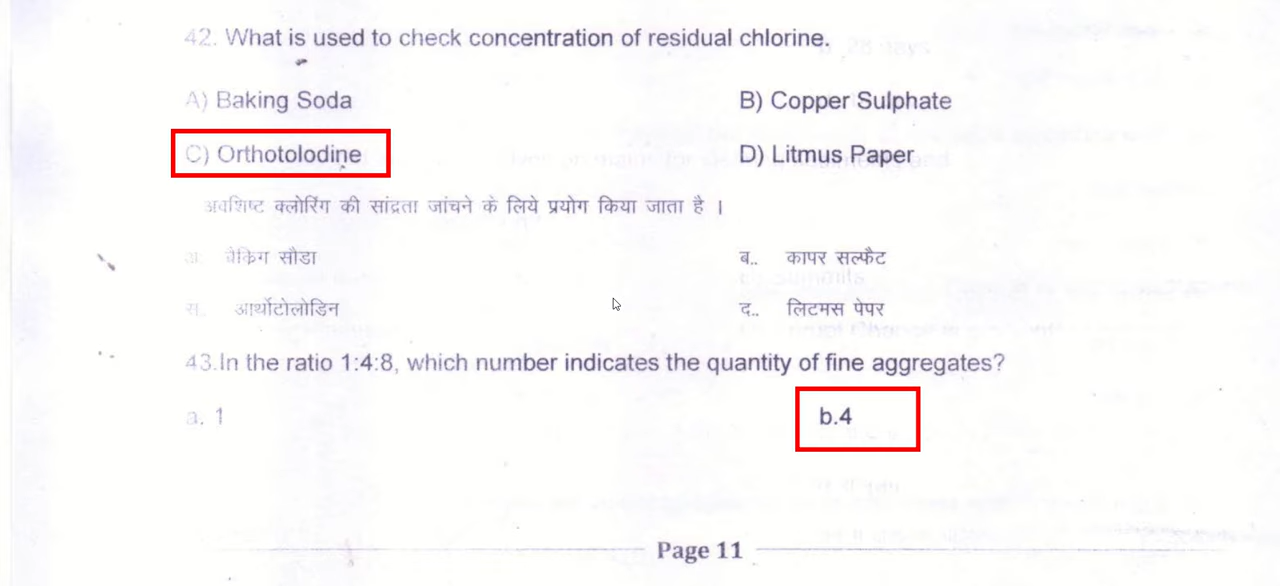 42. What is used to check concentration of residual chlorine.
A) Baking Soda B) Copper Sulphate
C) Orthotolodine D) Litmus Paper
अवशिष्ट क्लोरिंग की सांद्रता जांचने के लिये प्रयोग किया जाता है ।
अ. बैकिग सौडा ब.. कापर सल्फैट
स. आर्थोटोलोडिन द.. लिटमस पेपर
43.In the ratio 1:4:8, which number indicates the quantity of fine aggregates?
a. 1 b.4
Page 11